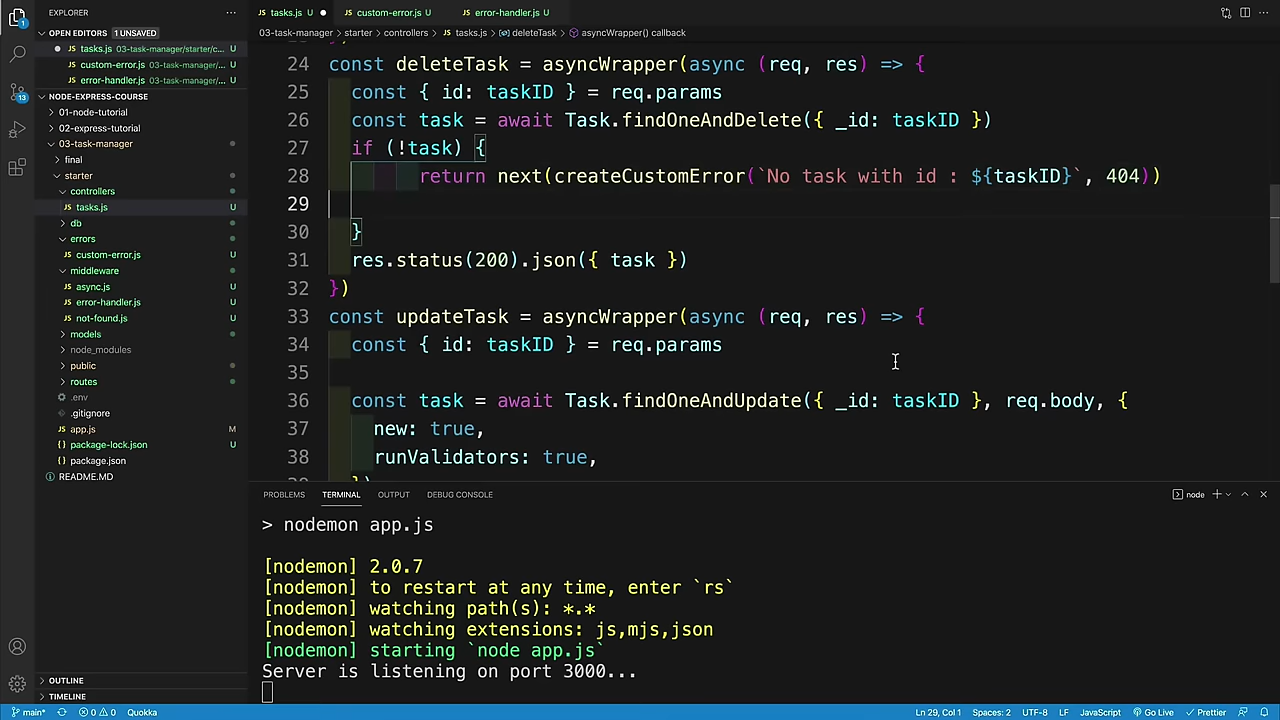 EXPLORER
...
OPEN EDITORS 1 UNSAVED
JS tasks.js 03-task-manager/starter/c... U
JS custom-error.js 03-task-manager/... U
JS error-handler.js 03-task-manager/... U
NODE-EXPRESS-COURSE
01-node-tutorial
02-express-tutorial
03-task-manager
final
starter
controllers
JS tasks.js U
db
errors
JS custom-error.js U
middleware
JS async.js U
JS error-handler.js U
JS not-found.js U
models
node_modules
public
routes
.env
.gitignore
JS app.js M
{} package-lock.json U
{} package.json
README.MD
OUTLINE
TIMELINE
JS tasks.js U JS custom-error.js U JS error-handler.js U
03-task-manager > starter > controllers > JS tasks.js > deleteTask > asyncWrapper() callback
24 const deleteTask = asyncWrapper(async (req, res) => {
25 const { id: taskID } = req.params
26 const task = await Task.findOneAndDelete({ _id: taskID })
27 if (!task) {
28 return next(createCustomError(`No task with id : ${taskID}`, 404))
29
30 }
31 res.status(200).json({ task })
32 })
33 const updateTask = asyncWrapper(async (req, res) => {
34 const { id: taskID } = req.params
35
36 const task = await Task.findOneAndUpdate({ _id: taskID }, req.body, {
37 new: true,
38 runValidators: true,
PROBLEMS TERMINAL OUTPUT DEBUG CONSOLE
node
> nodemon app.js
[nodemon] 2.0.7
[nodemon] to restart at any time, enter `rs`
[nodemon] watching path(s): *.*
[nodemon] watching extensions: js,mjs,json
[nodemon] starting `node app.js`
Server is listening on port 3000...
1
13
1
main* 0 0 Quokka Ln 29, Col 1 Spaces: 2 UTF-8 LF JavaScript Go Live Prettier